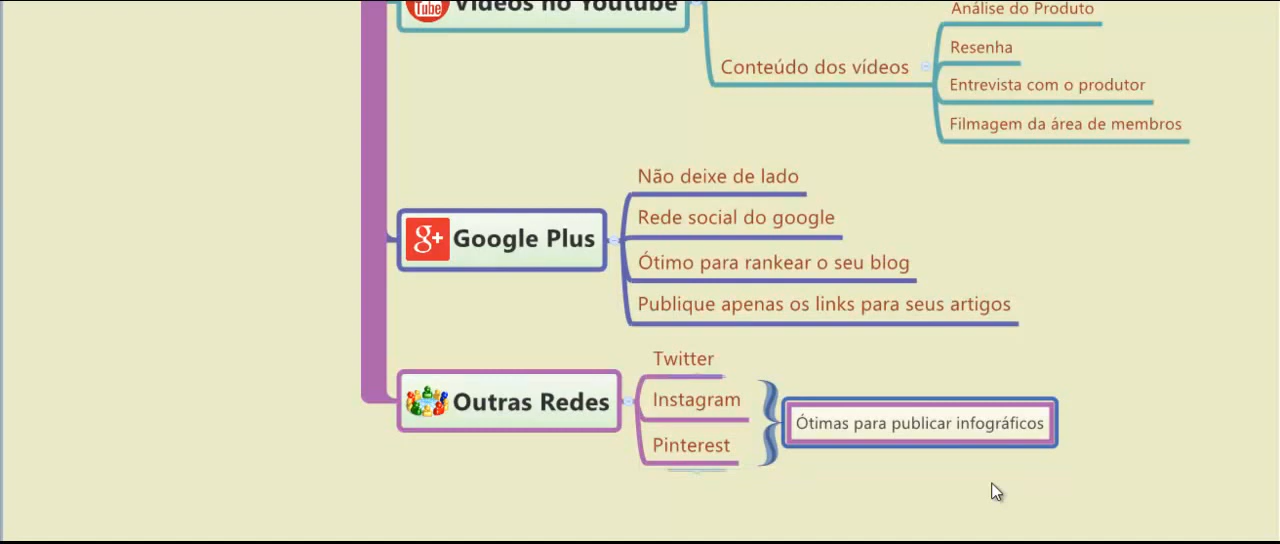 Tube
Vídeos no Youtube
Análise do Produto
Resenha
Conteúdo dos vídeos
Entrevista com o produtor
Filmagem da área de membros
Não deixe de lado
Rede social do google
g+ Google Plus
Ótimo para rankear o seu blog
Publique apenas os links para seus artigos
Twitter
Outras Redes
Instagram
Pinterest
Ótimas para publicar infográficos